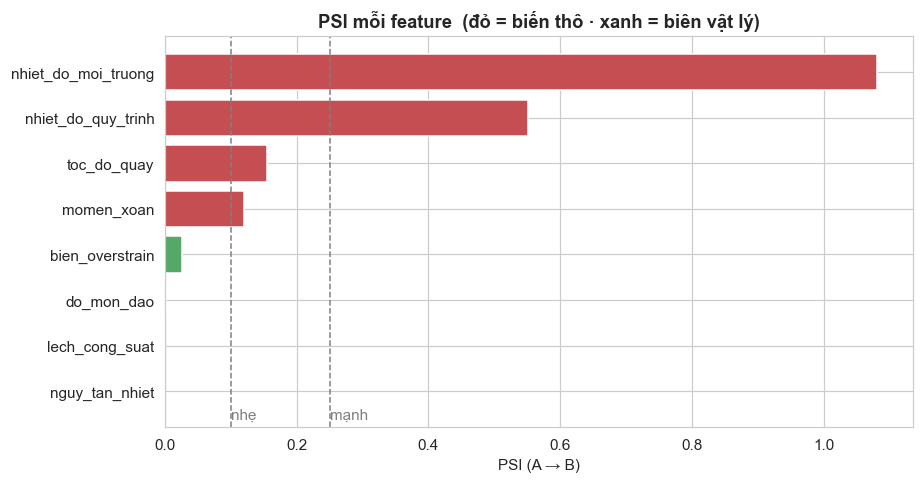 PSI mỗi feature  (đỏ = biến thô · xanh = biên vật lý)
nhiet_do_moi_truong
nhiet_do_quy_trinh
toc_do_quay
momen_xoan
bien_overstrain
do_mon_dao
lech_cong_suat
nguy_tan_nhiet
nhẹ
mạnh
0.0 0.2 0.4 0.6 0.8 1.0
PSI (A → B)